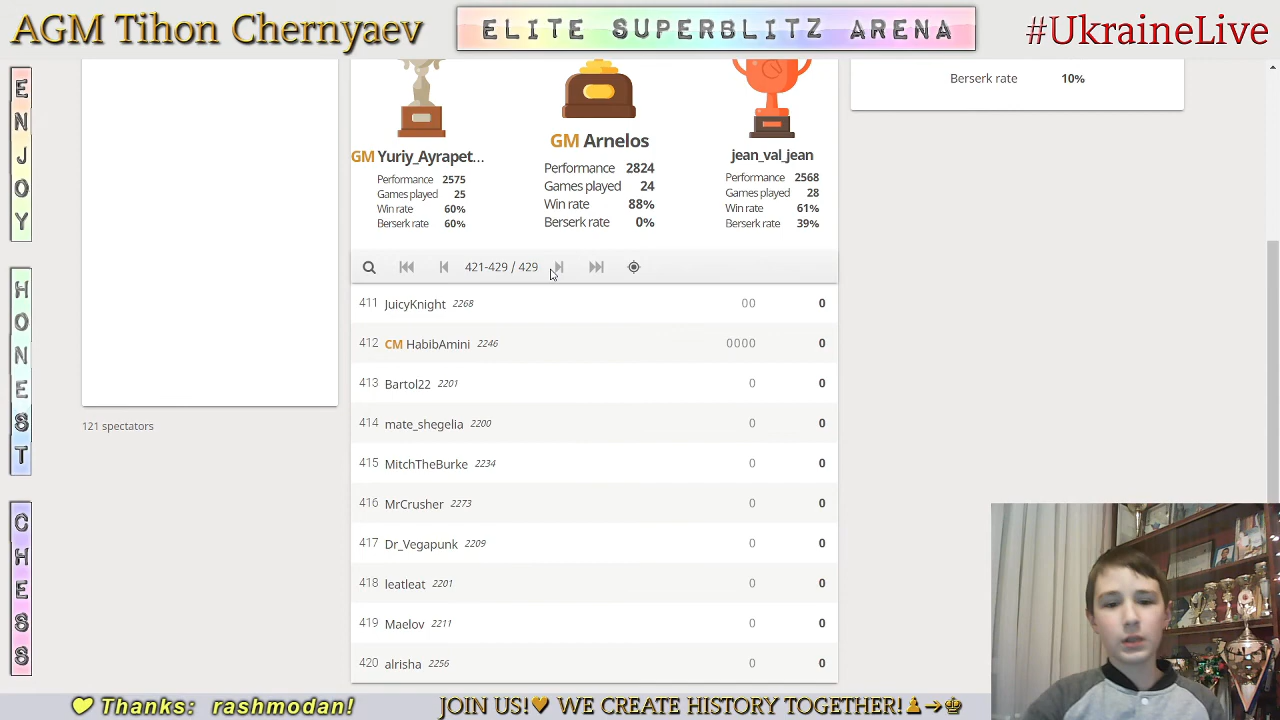 AGM Tihon Chernyaev
ELITE SUPERBLITZ ARENA
#UkraineLive
ENJOY
HONEST
CHESS
Berserk rate 10%
GM Yuriy_Ayrapet…
Performance 2575
Games played 25
Win rate 60%
Berserk rate 60%
GM Arnelos
Performance 2824
Games played 24
Win rate 88%
Berserk rate 0%
jean_val_jean
Performance 2568
Games played 28
Win rate 61%
Berserk rate 39%
421-429 / 429
411 JuicyKnight 2268 00 0
412 CM HabibAmini 2246 0000 0
413 Bartol22 2201 0 0
414 mate_shegelia 2200 0 0
415 MitchTheBurke 2234 0 0
416 MrCrusher 2273 0 0
417 Dr_Vegapunk 2209 0 0
418 leatleat 2201 0 0
419 Maelov 2211 0 0
420 alrisha 2256 0 0
121 spectators
Thanks: rashmodan!
JOIN US! WE CREATE HISTORY TOGETHER!